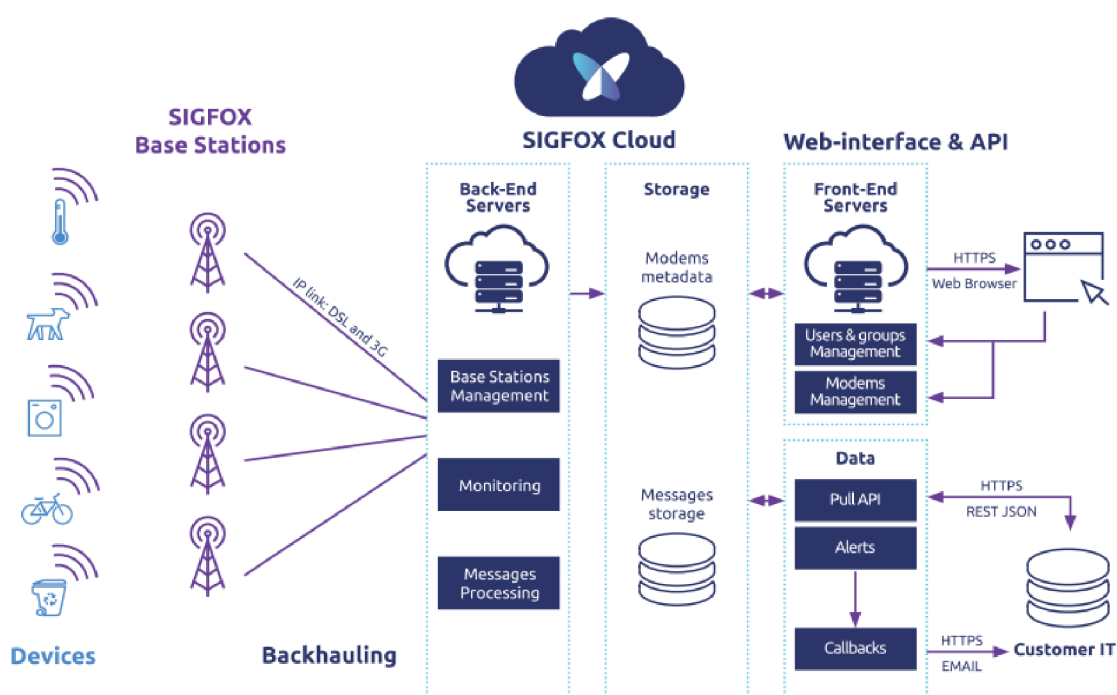 SIGFOX
Base Stations
SIGFOX Cloud
Web-interface & API
Back-End
Servers
Storage
Front-End
Servers
Modems
metadata
HTTPS
Web Browser
IP link: DSL and 3G
Users & groups
Management
Base Stations
Management
Modems
Management
Data
Monitoring
Messages
storage
Pull API
HTTPS
REST JSON
Alerts
Messages
Processing
Callbacks
HTTPS
EMAIL
Customer IT
Devices
Backhauling